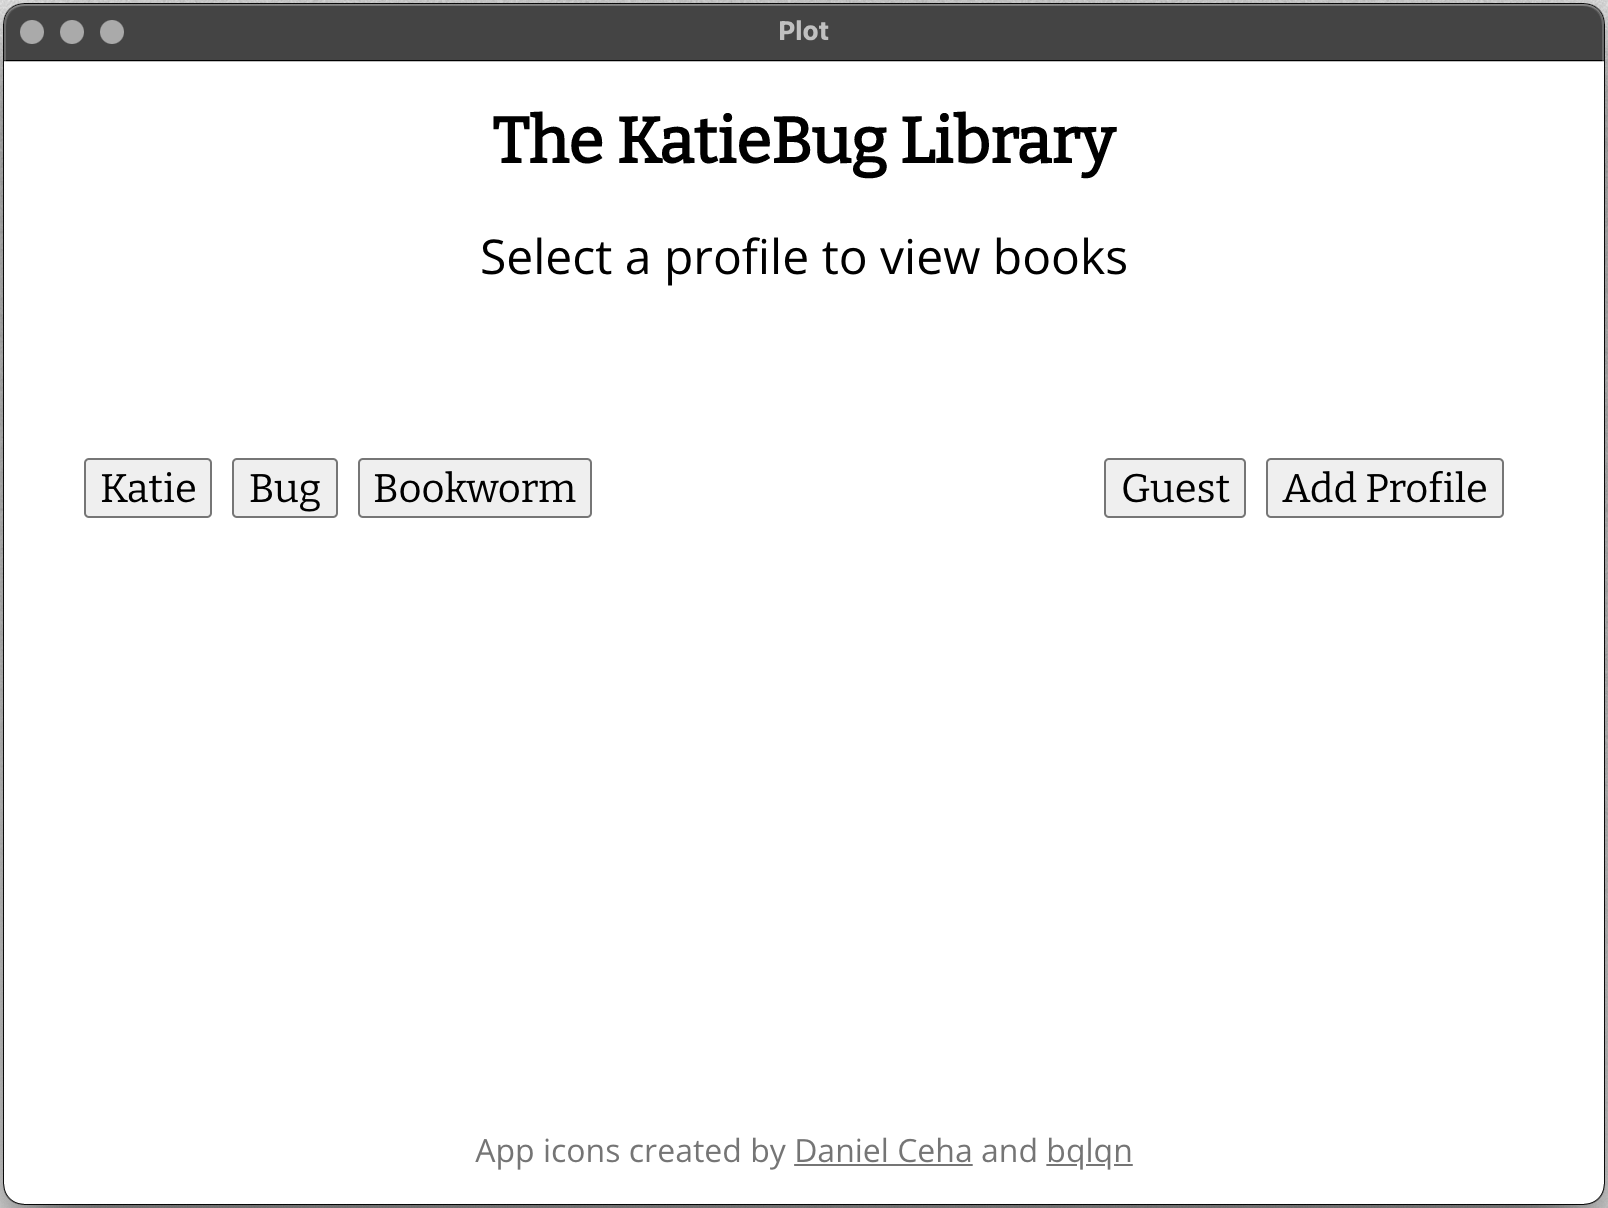 Plot
The KatieBug Library
Select a profile to view books
Katie Bug Bookworm Guest Add Profile
App icons created by Daniel Ceha and bqlqn